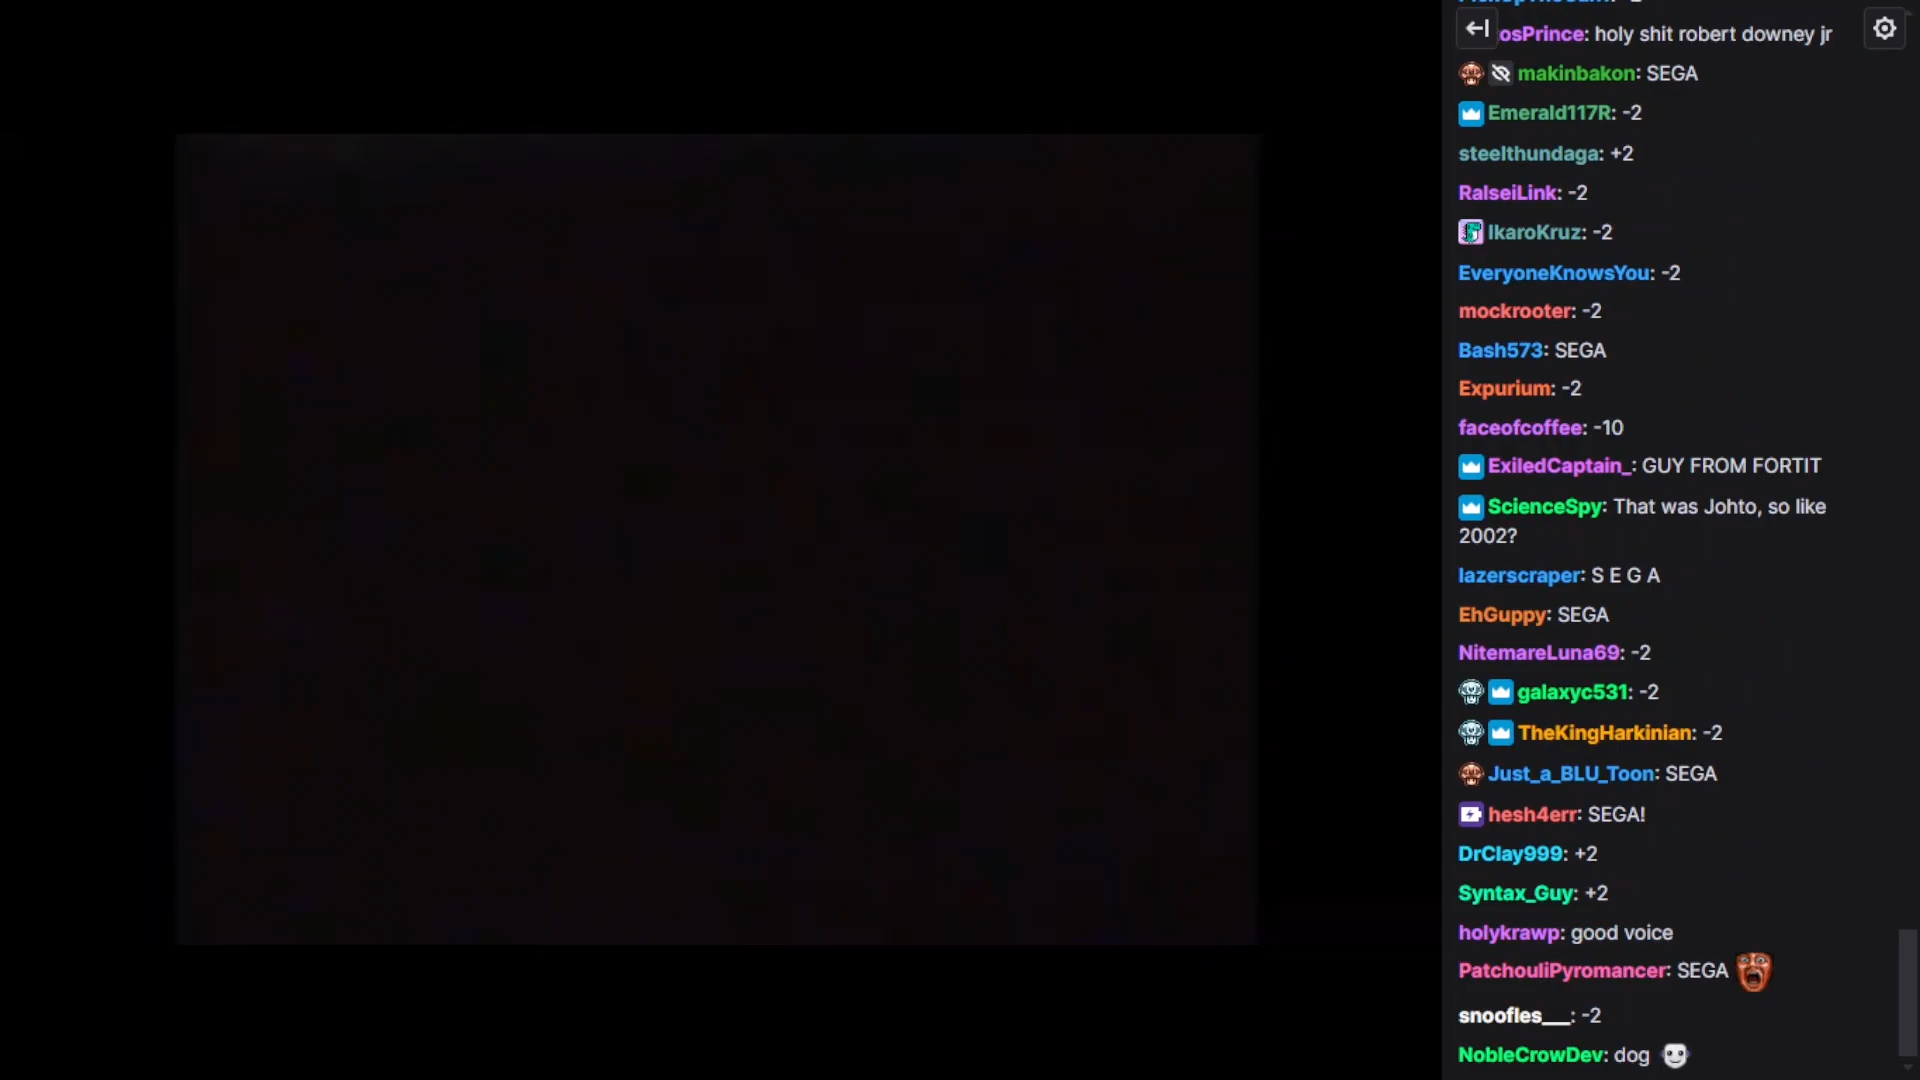 osPrince: holy shit robert downey jr
makinbakon: SEGA
Emerald117R: -2
steelthundaga: +2
RalseiLink: -2
IkaroKruz: -2
EveryoneKnowsYou: -2
mockrooter: -2
Bash573: SEGA
Expurium: -2
faceofcoffee: -10
ExiledCaptain_: GUY FROM FORTIT
ScienceSpy: That was Johto, so like
2002?
lazerscraper: S E G A
EhGuppy: SEGA
NitemareLuna69: -2
galaxyc531: -2
TheKingHarkinian: -2
Just_a_BLU_Toon: SEGA
hesh4err: SEGA!
DrClay999: +2
Syntax_Guy: +2
holykrawp: good voice
PatchouliPyromancer: SEGA
snoofles___: -2
NobleCrowDev: dog